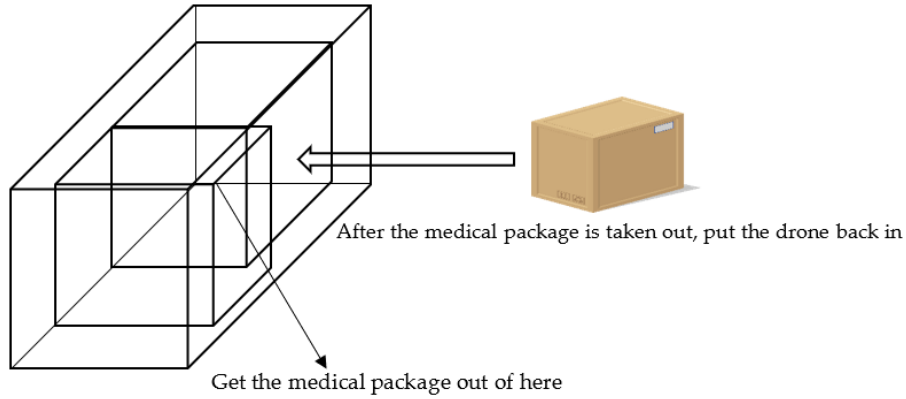 After the medical package is taken out, put the drone back in
Get the medical package out of here